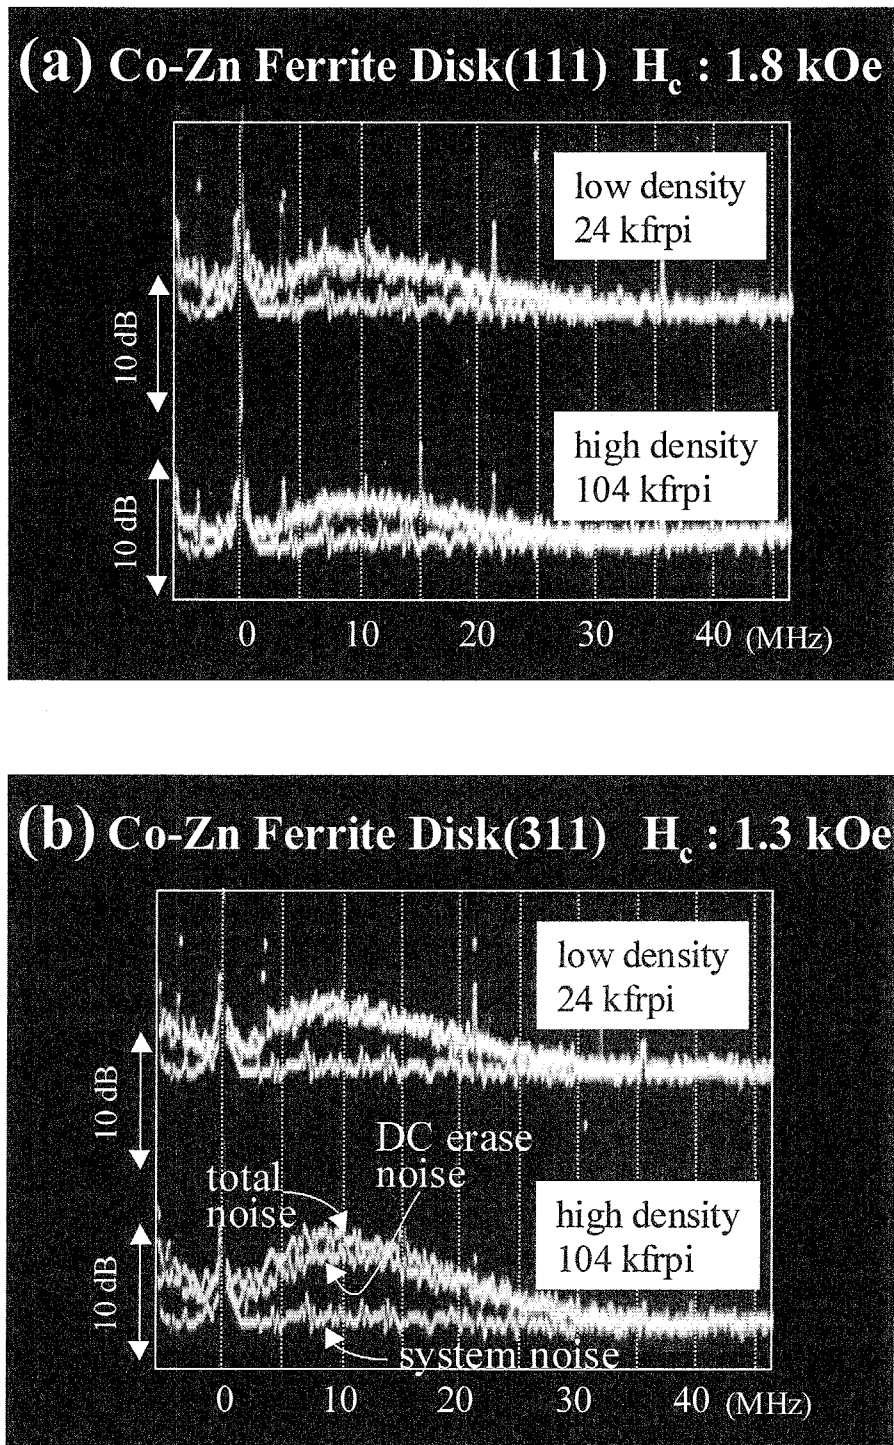 (a) Co-Zn Ferrite Disk(111) Hc : 1.8 kOe
low density
24 kfrpi
10 dB
high density
104 kfrpi
10 dB
0 10 20 30 40 (MHz)
(b) Co-Zn Ferrite Disk(311) Hc : 1.3 kOe
low density
24 kfrpi
10 dB
DC erase
noise
total
noise
high density
104 kfrpi
10 dB
system noise
0 10 20 30 40 (MHz)